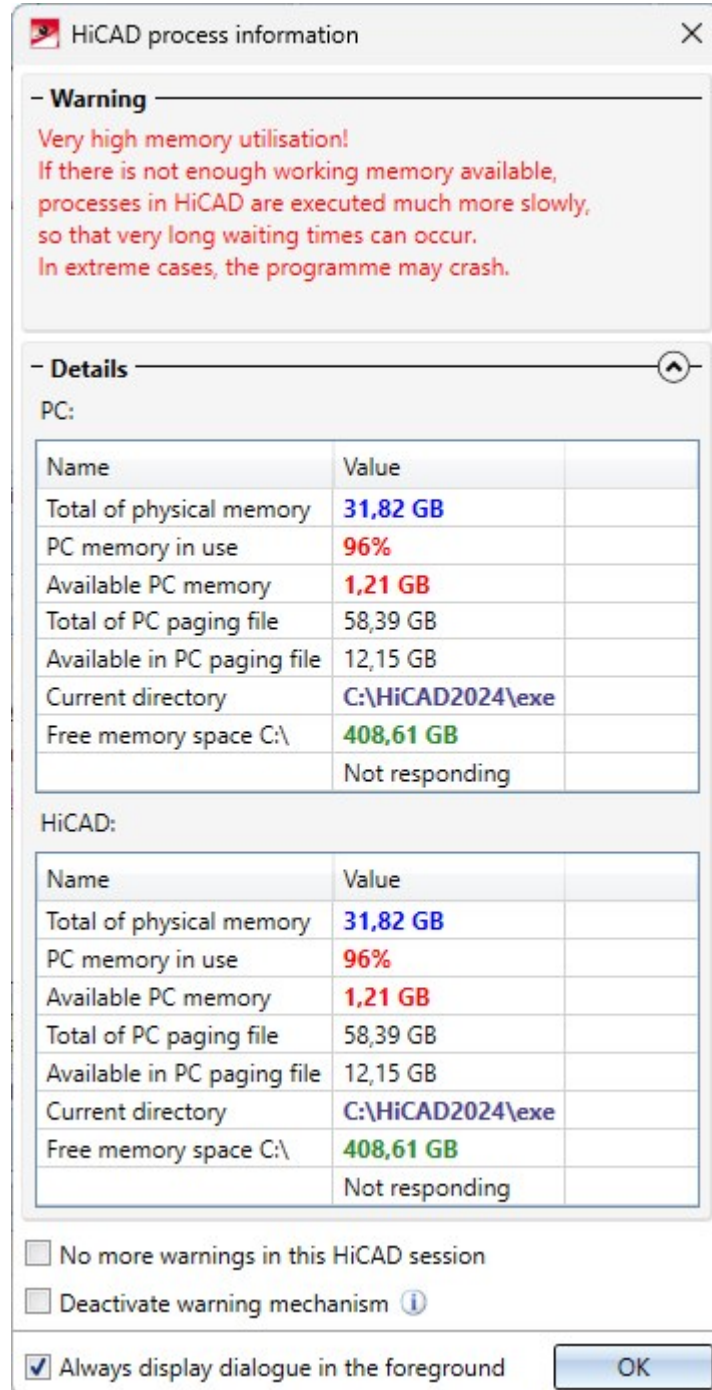 HiCAD process information
Warning
Very high memory utilisation!
If there is not enough working memory available,
processes in HiCAD are executed much more slowly,
so that very long waiting times can occur.
In extreme cases, the programme may crash.
Details
PC:
Name Value
Total of physical memory 31,82 GB
PC memory in use 96%
Available PC memory 1,21 GB
Total of PC paging file 58,39 GB
Available in PC paging file 12,15 GB
Current directory C:\HiCAD2024\exe
Free memory space C:\ 408,61 GB
Not responding
HiCAD:
Name Value
Total of physical memory 31,82 GB
PC memory in use 96%
Available PC memory 1,21 GB
Total of PC paging file 58,39 GB
Available in PC paging file 12,15 GB
Current directory C:\HiCAD2024\exe
Free memory space C:\ 408,61 GB
Not responding
No more warnings in this HiCAD session
Deactivate warning mechanism
Always display dialogue in the foreground OK